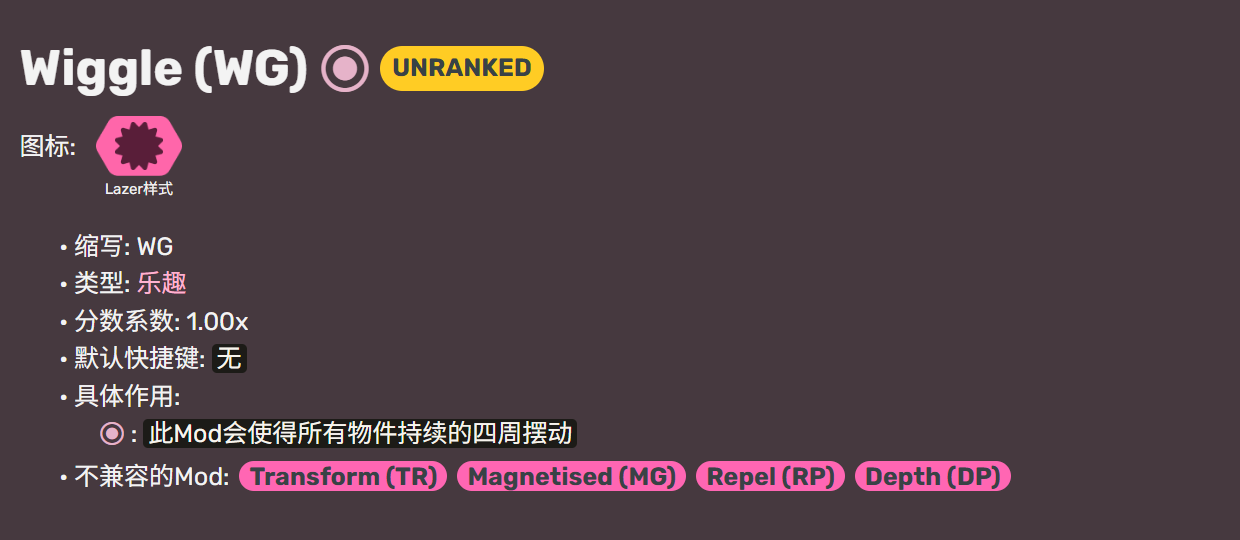 Wiggle (WG) UNRANKED
图标:
Lazer样式
• 缩写: WG
• 类型: 乐趣
• 分数系数: 1.00x
• 默认快捷键: 无
• 具体作用:
: 此Mod会使得所有物件持续的四周摆动
• 不兼容的Mod: Transform (TR) Magnetised (MG) Repel (RP) Depth (DP)